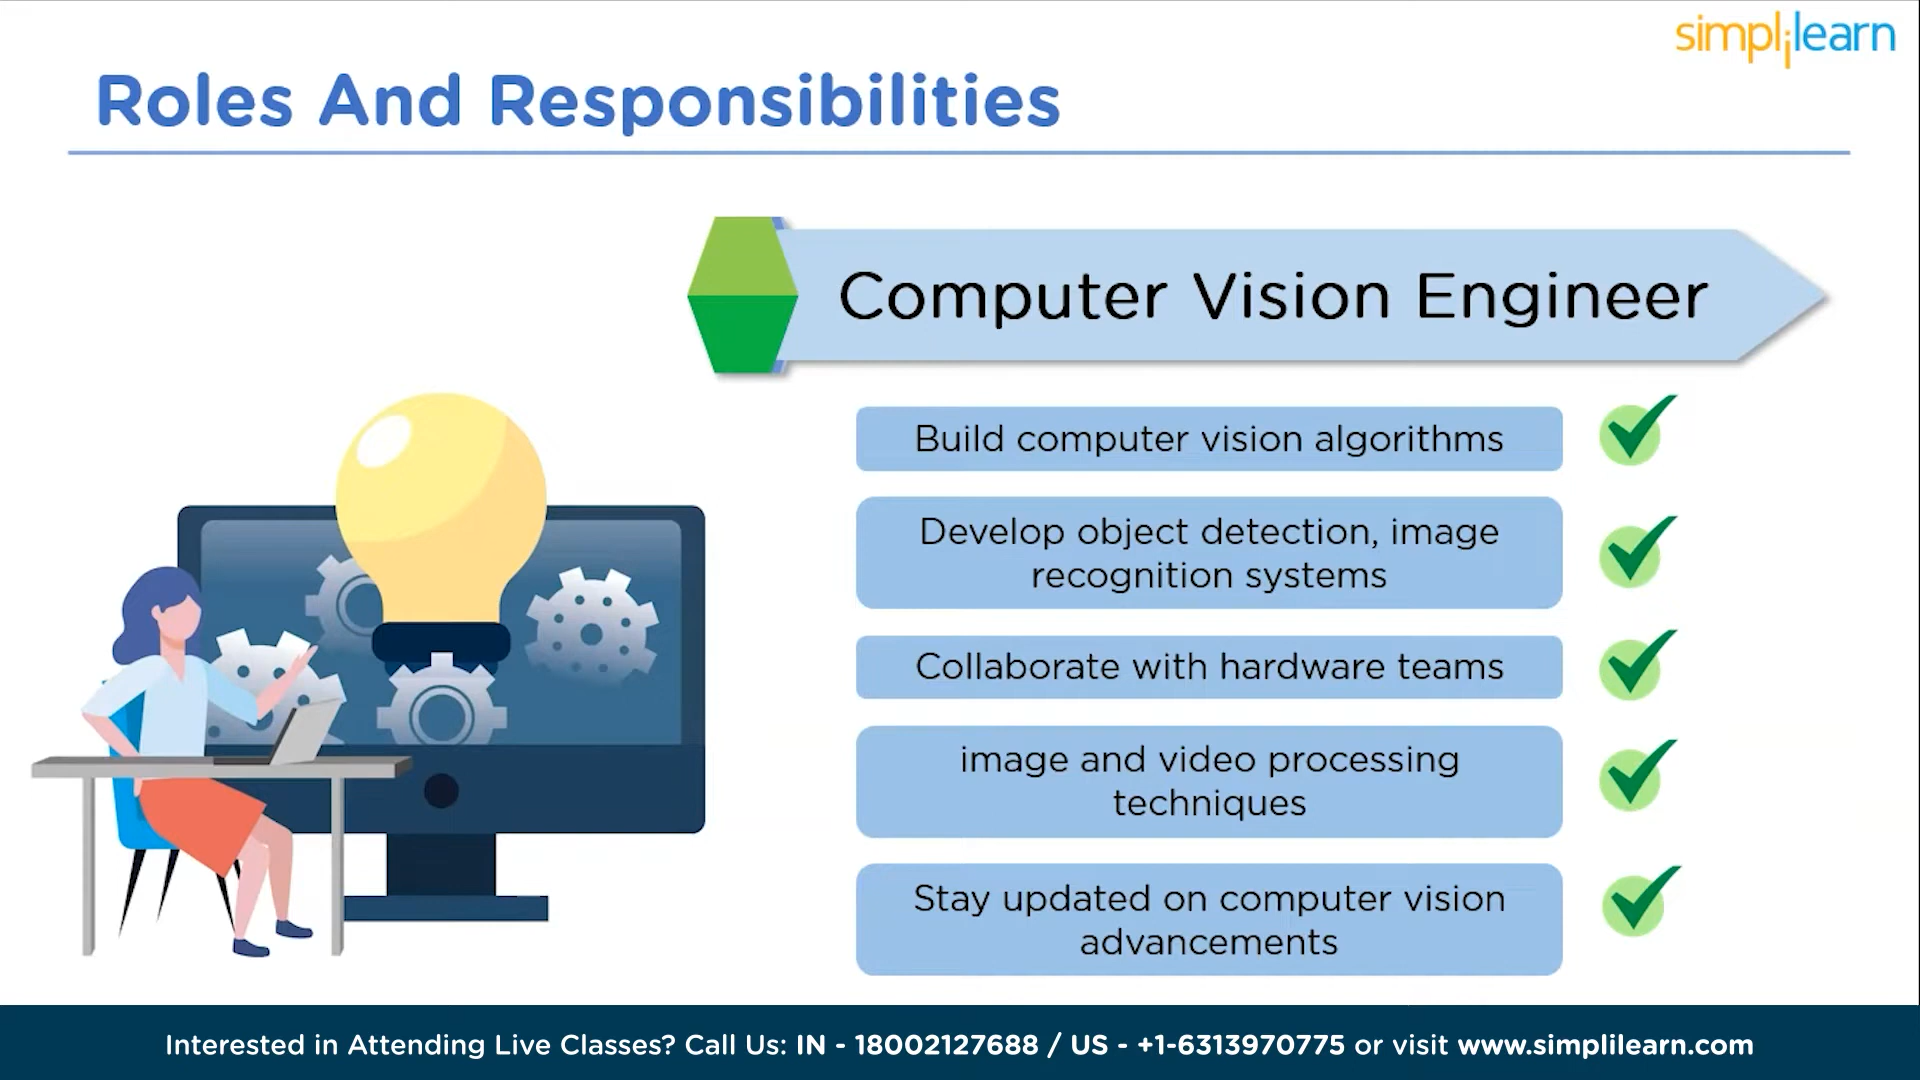 simplilearn
Roles And Responsibilities
Computer Vision Engineer
Build computer vision algorithms
Develop object detection, image
recognition systems
Collaborate with hardware teams
image and video processing
techniques
Stay updated on computer vision
advancements
Interested in Attending Live Classes? Call Us: IN - 18002127688 / US - +1-6313970775 or visit www.simplilearn.com